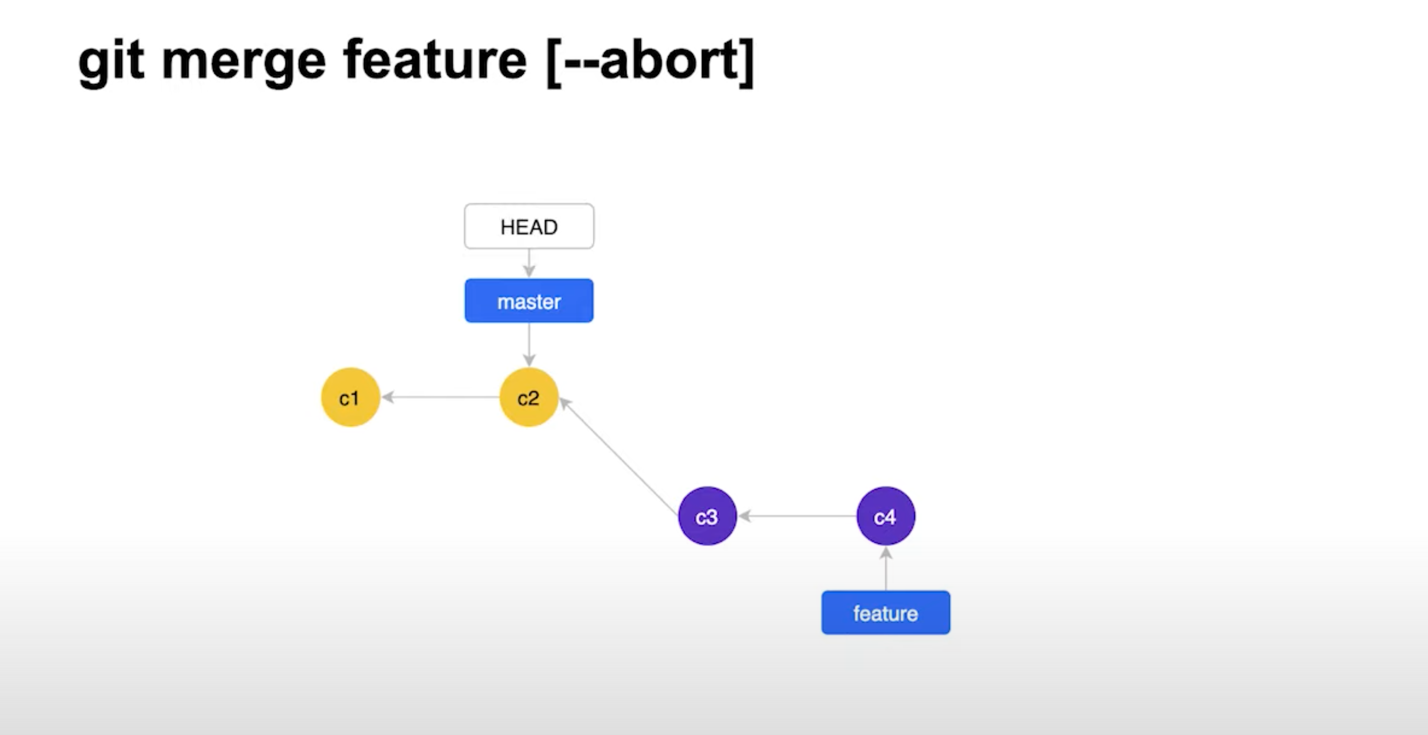 git merge feature [--abort]
HEAD
master
c1
c2
c3
c4
feature